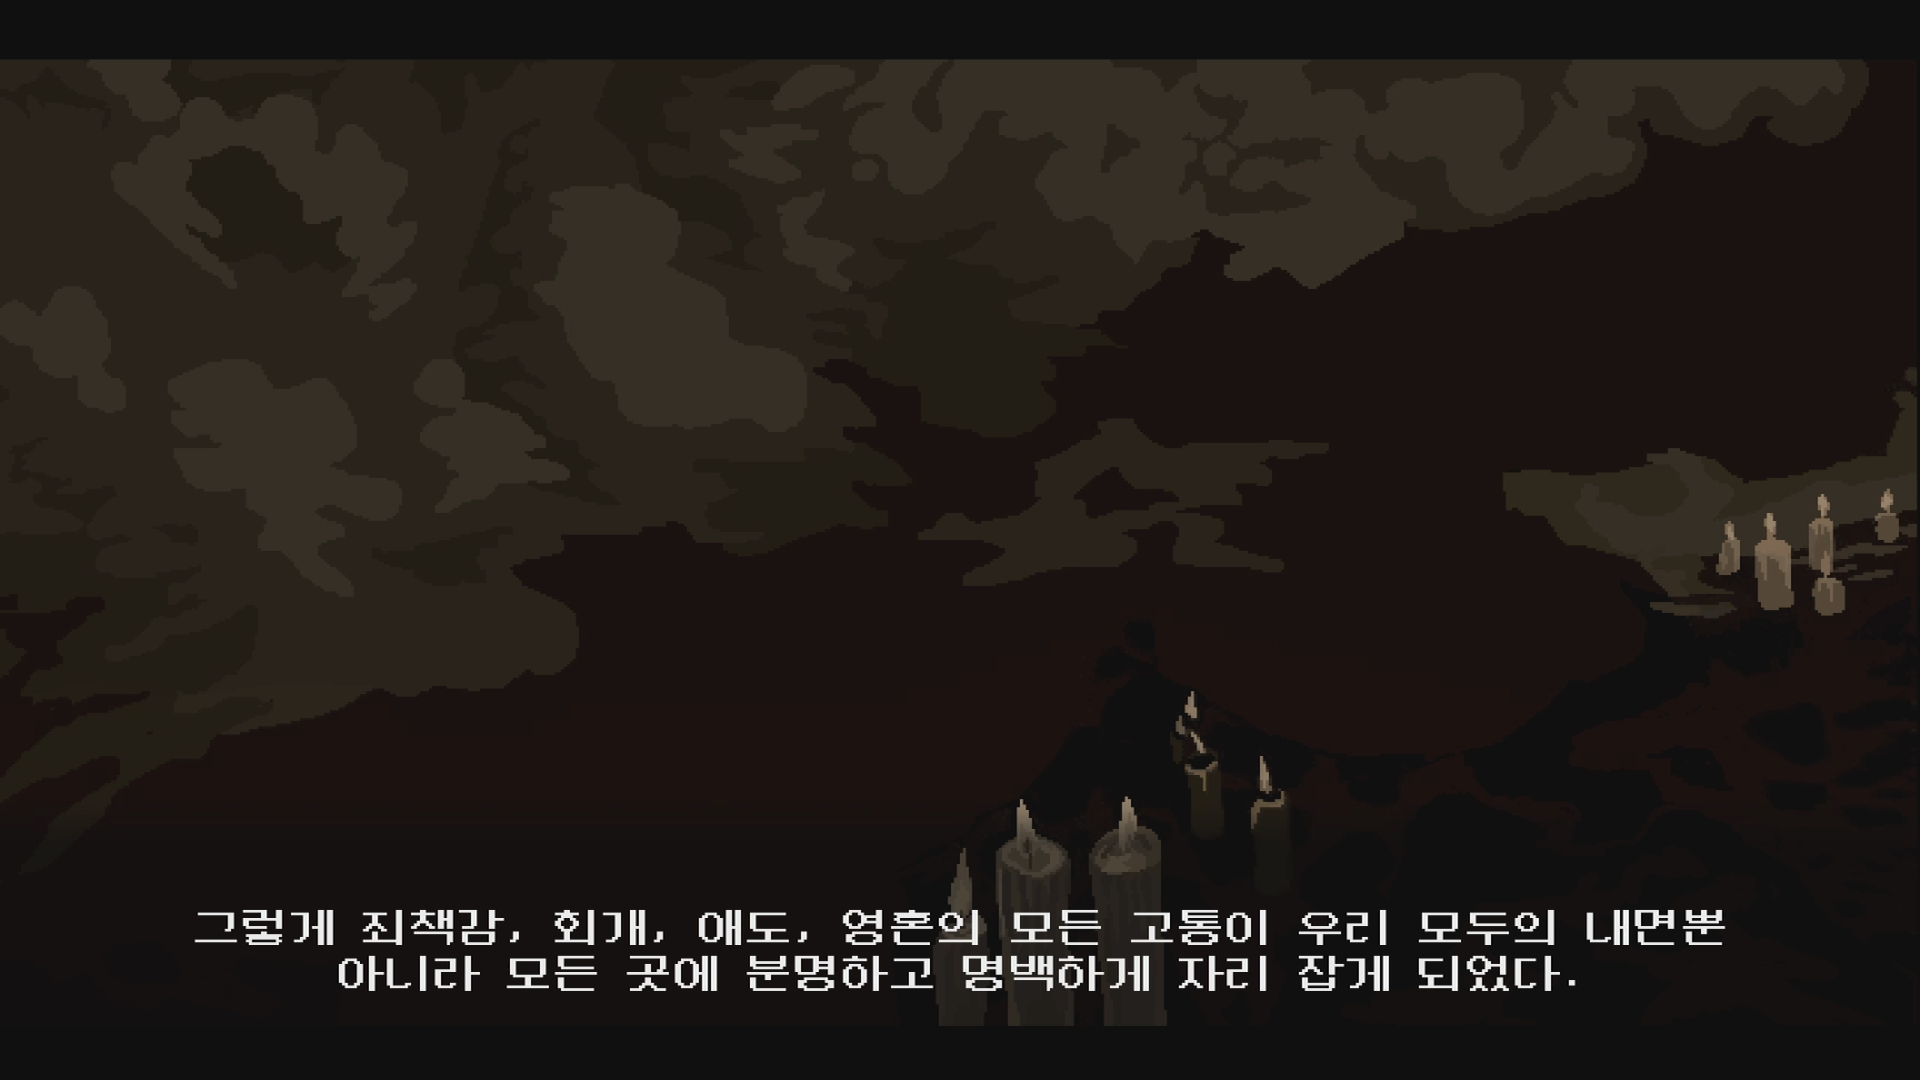 그렇게 죄책감, 회개, 애도, 영혼의 모든 고통이 우리 모두의 내면뿐
아니라 모든 곳에 분명하고 명백하게 자리 잡게 되었다.